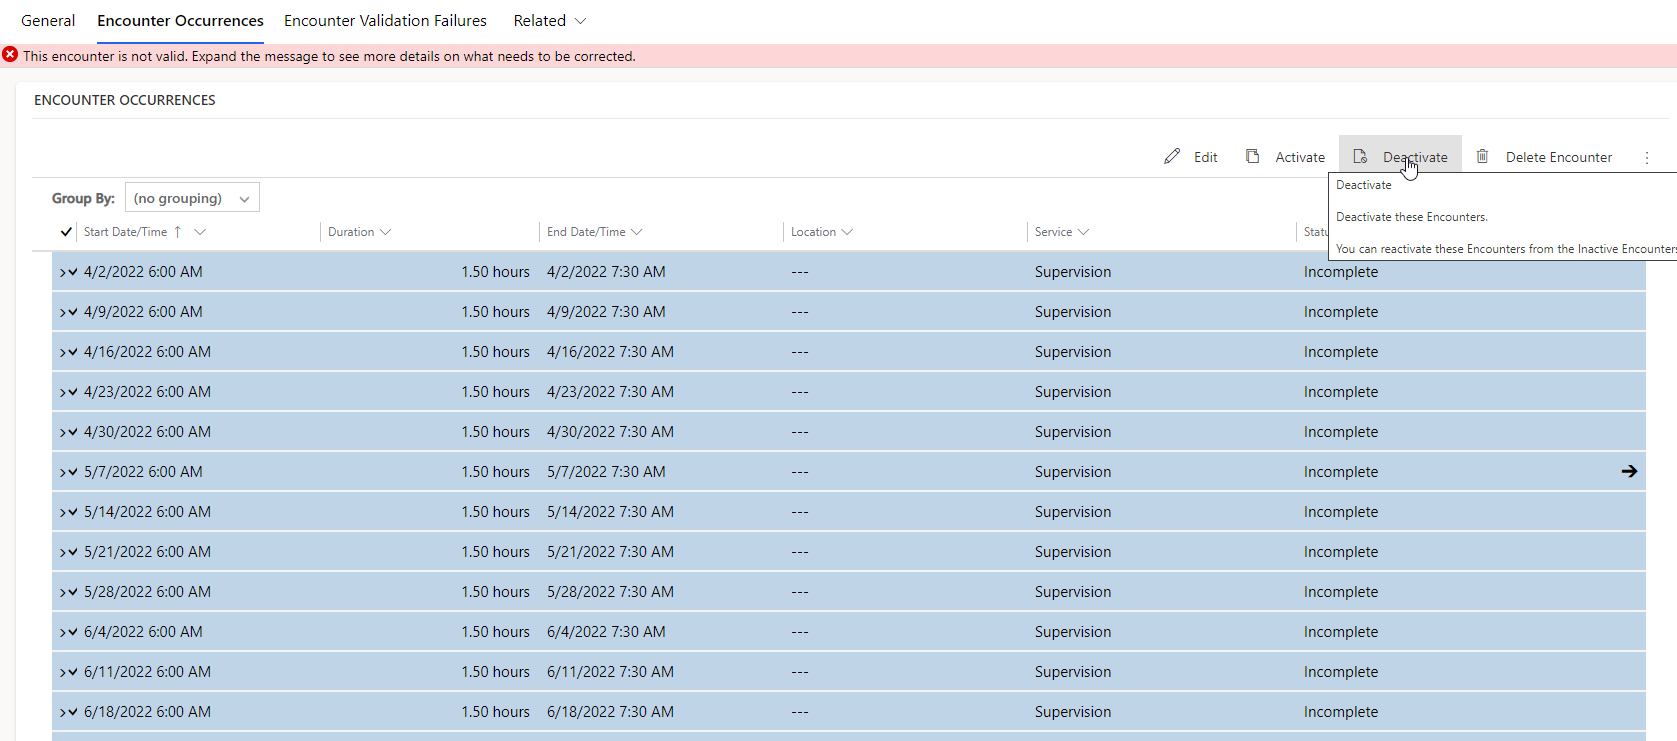 General Encounter Occurrences Encounter Validation Failures Related
This encounter is not valid. Expand the message to see more details on what needs to be corrected.
ENCOUNTER OCCURRENCES
Edit Activate Deactivate Delete Encounter
Deactivate
Deactivate these Encounters.
You can reactivate these Encounters from the Inactive Encounters
Group By: (no grouping)
Start Date/Time Duration End Date/Time Location Service Statu
4/2/2022 6:00 AM 1.50 hours 4/2/2022 7:30 AM --- Supervision Incomplete
4/9/2022 6:00 AM 1.50 hours 4/9/2022 7:30 AM --- Supervision Incomplete
4/16/2022 6:00 AM 1.50 hours 4/16/2022 7:30 AM --- Supervision Incomplete
4/23/2022 6:00 AM 1.50 hours 4/23/2022 7:30 AM --- Supervision Incomplete
4/30/2022 6:00 AM 1.50 hours 4/30/2022 7:30 AM --- Supervision Incomplete
5/7/2022 6:00 AM 1.50 hours 5/7/2022 7:30 AM --- Supervision Incomplete
5/14/2022 6:00 AM 1.50 hours 5/14/2022 7:30 AM --- Supervision Incomplete
5/21/2022 6:00 AM 1.50 hours 5/21/2022 7:30 AM --- Supervision Incomplete
5/28/2022 6:00 AM 1.50 hours 5/28/2022 7:30 AM --- Supervision Incomplete
6/4/2022 6:00 AM 1.50 hours 6/4/2022 7:30 AM --- Supervision Incomplete
6/11/2022 6:00 AM 1.50 hours 6/11/2022 7:30 AM --- Supervision Incomplete
6/18/2022 6:00 AM 1.50 hours 6/18/2022 7:30 AM --- Supervision Incomplete